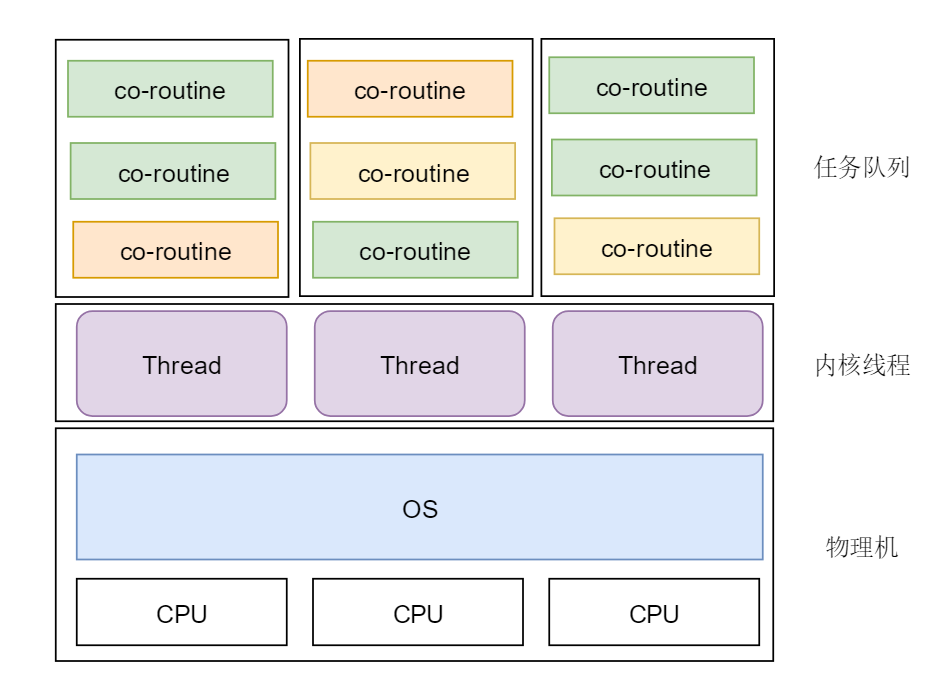 co-routine co-routine co-routine
co-routine co-routine co-routine
co-routine co-routine co-routine
任务队列
Thread Thread Thread
内核线程
OS
物理机
CPU CPU CPU